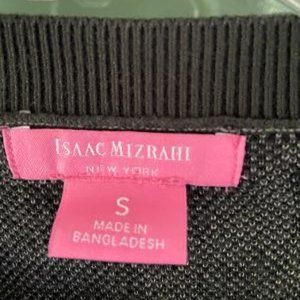 ISAAC MIZRAHI
NEW YORK
S
MADE IN
BANGLADESH